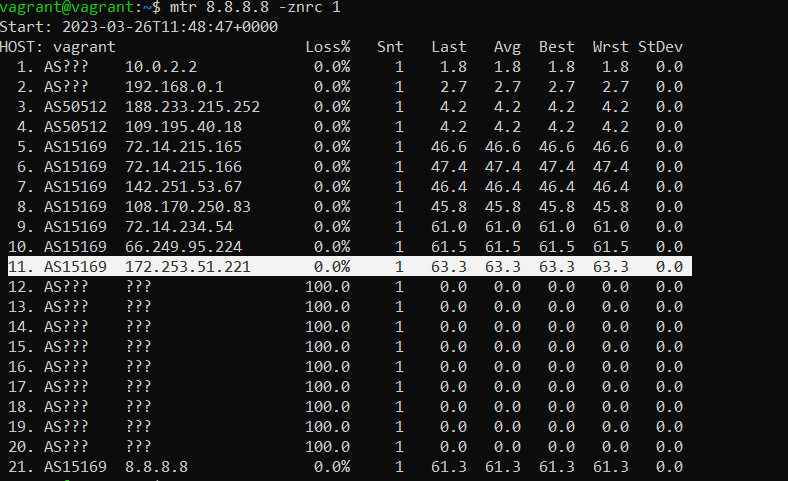 vagrant@vagrant:~$ mtr 8.8.8.8 -znrc 1
Start: 2023-03-26T11:48:47+0000
HOST: vagrant                     Loss%   Snt   Last   Avg  Best  Wrst StDev
  1. AS???    10.0.2.2             0.0%     1    1.8   1.8   1.8   1.8   0.0
  2. AS???    192.168.0.1          0.0%     1    2.7   2.7   2.7   2.7   0.0
  3. AS50512  188.233.215.252      0.0%     1    4.2   4.2   4.2   4.2   0.0
  4. AS50512  109.195.40.18        0.0%     1    4.2   4.2   4.2   4.2   0.0
  5. AS15169  72.14.215.165        0.0%     1   46.6  46.6  46.6  46.6   0.0
  6. AS15169  72.14.215.166        0.0%     1   47.4  47.4  47.4  47.4   0.0
  7. AS15169  142.251.53.67        0.0%     1   46.4  46.4  46.4  46.4   0.0
  8. AS15169  108.170.250.83       0.0%     1   45.8  45.8  45.8  45.8   0.0
  9. AS15169  72.14.234.54         0.0%     1   61.0  61.0  61.0  61.0   0.0
 10. AS15169  66.249.95.224        0.0%     1   61.5  61.5  61.5  61.5   0.0
 11. AS15169  172.253.51.221       0.0%     1   63.3  63.3  63.3  63.3   0.0
 12. AS???    ???                 100.0     1    0.0   0.0   0.0   0.0   0.0
 13. AS???    ???                 100.0     1    0.0   0.0   0.0   0.0   0.0
 14. AS???    ???                 100.0     1    0.0   0.0   0.0   0.0   0.0
 15. AS???    ???                 100.0     1    0.0   0.0   0.0   0.0   0.0
 16. AS???    ???                 100.0     1    0.0   0.0   0.0   0.0   0.0
 17. AS???    ???                 100.0     1    0.0   0.0   0.0   0.0   0.0
 18. AS???    ???                 100.0     1    0.0   0.0   0.0   0.0   0.0
 19. AS???    ???                 100.0     1    0.0   0.0   0.0   0.0   0.0
 20. AS???    ???                 100.0     1    0.0   0.0   0.0   0.0   0.0
 21. AS15169  8.8.8.8              0.0%     1   61.3  61.3  61.3  61.3   0.0